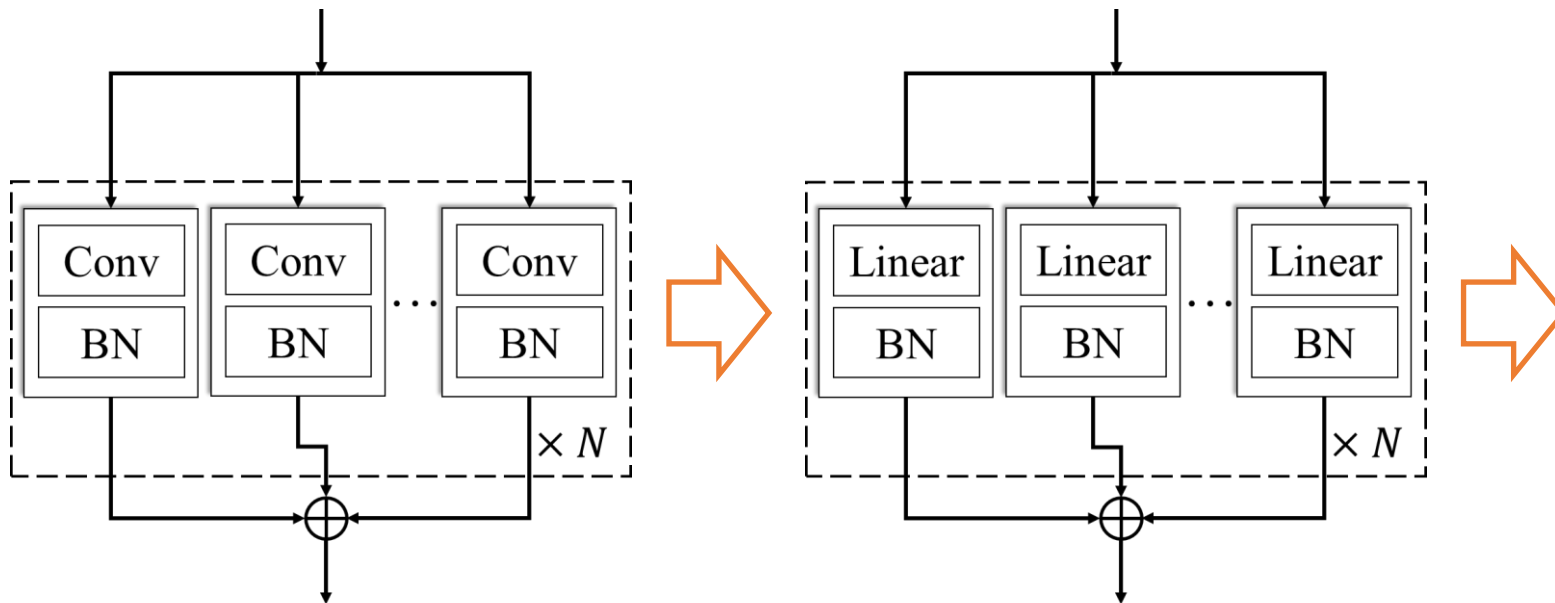 Conv Conv Conv Linear Linear Linear
... ...
BN BN BN BN BN BN
× N × N